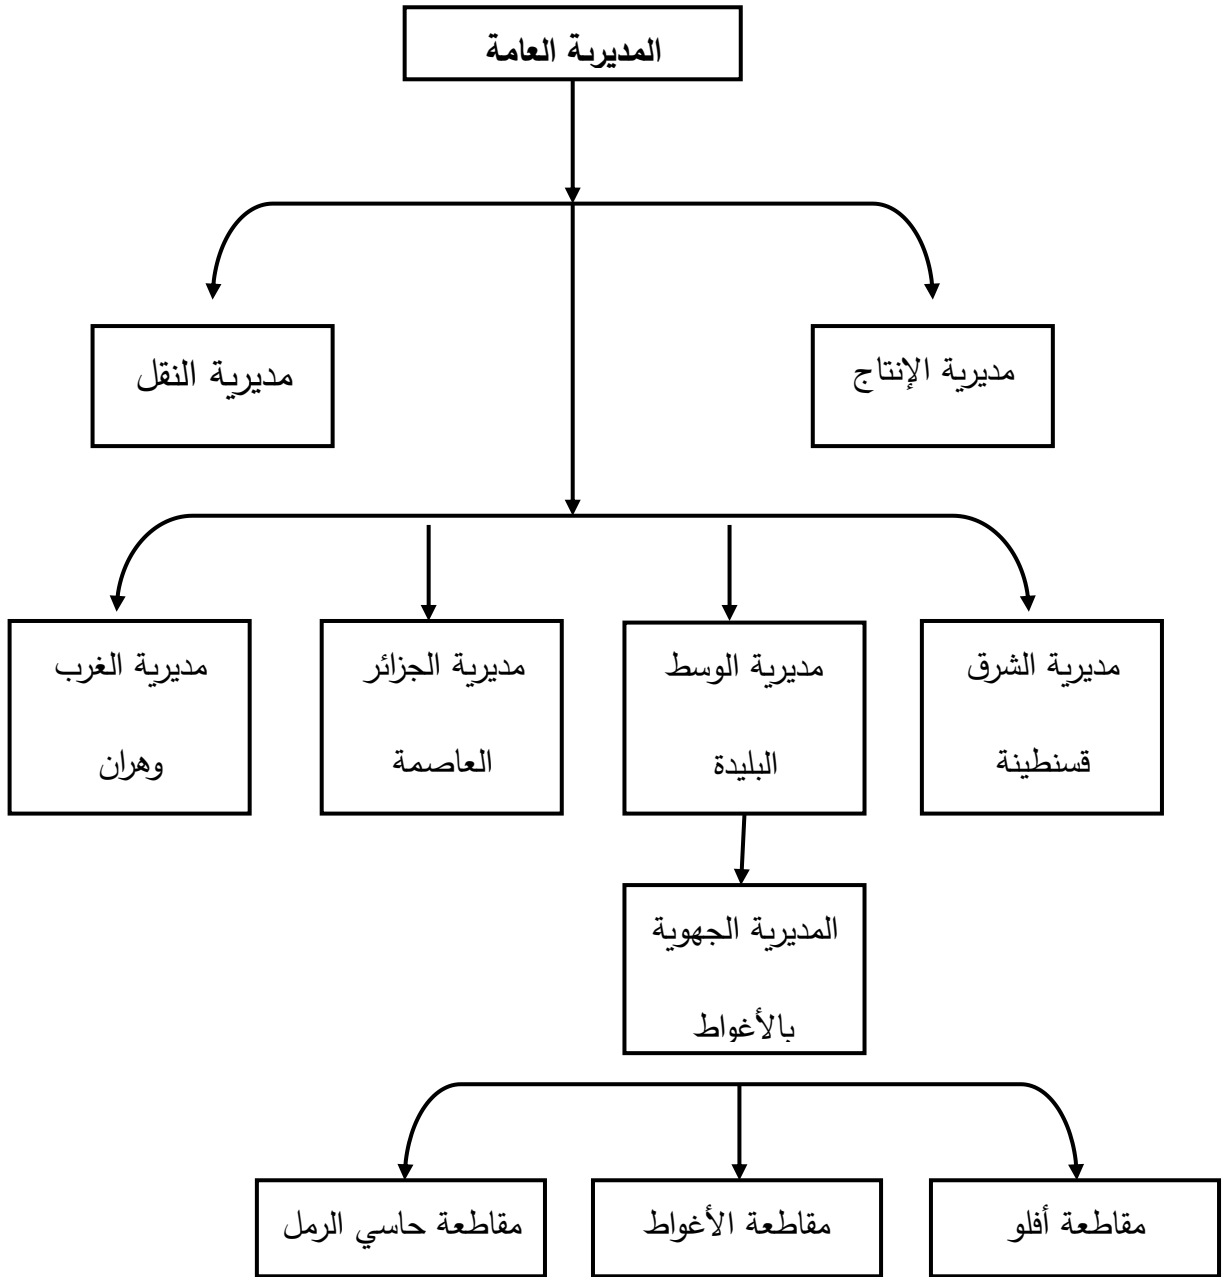 المديرية العامة
مديرية الإنتاج
مديرية النقل
مديرية الشرق
قسنطينة
مديرية الوسط
البليدة
مديرية الجزائر
العاصمة
مديرية الغرب
وهران
المديرية الجهوية
بالأغواط
مقاطعة أفلو
مقاطعة الأغواط
مقاطعة حاسي الرمل